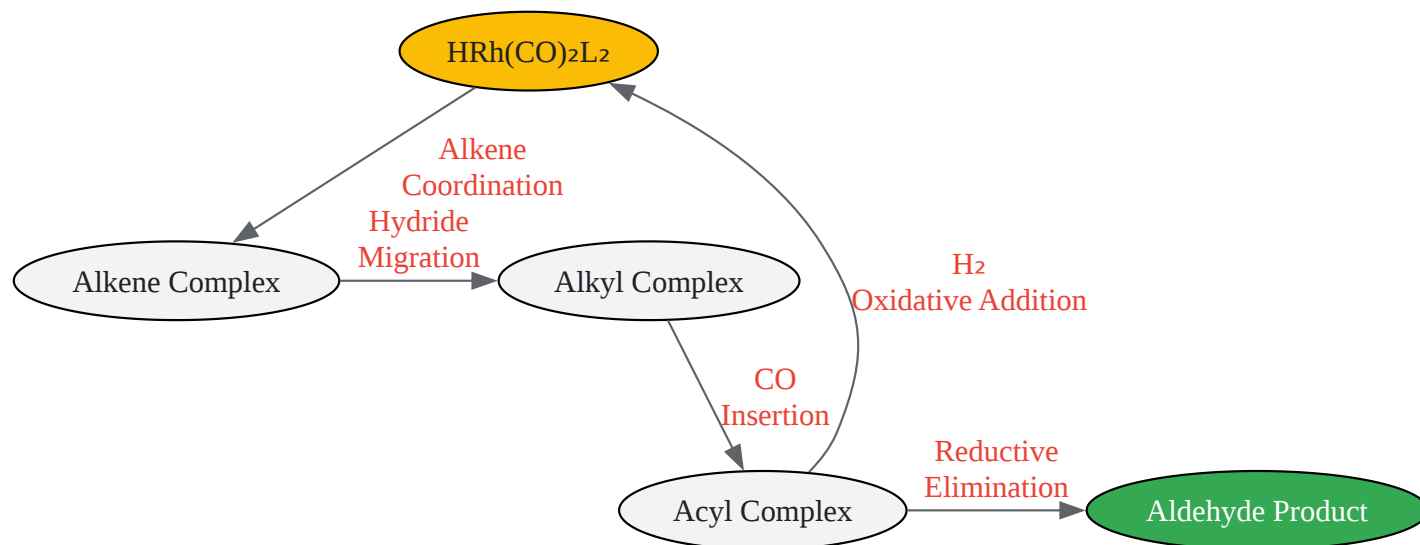 HRh(CO)₂L₂
Alkene
Coordination
Hydride
Migration
Alkene Complex
Alkyl Complex
H₂
Oxidative Addition
CO
Insertion
Reductive
Elimination
Acyl Complex
Aldehyde Product